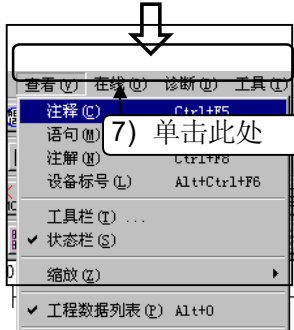 查看(V) 在线(O) 诊断(D) 工具(T)
注释(C) Ctrl+F5
语句(M)
7) 单击此处
注解(N) Ctrl+F8
设备标号(L) Alt+Ctrl+F6
工具栏(T) ...
✔ 状态栏(S)
缩放(Z)
✔ 工程数据列表(P) Alt+O